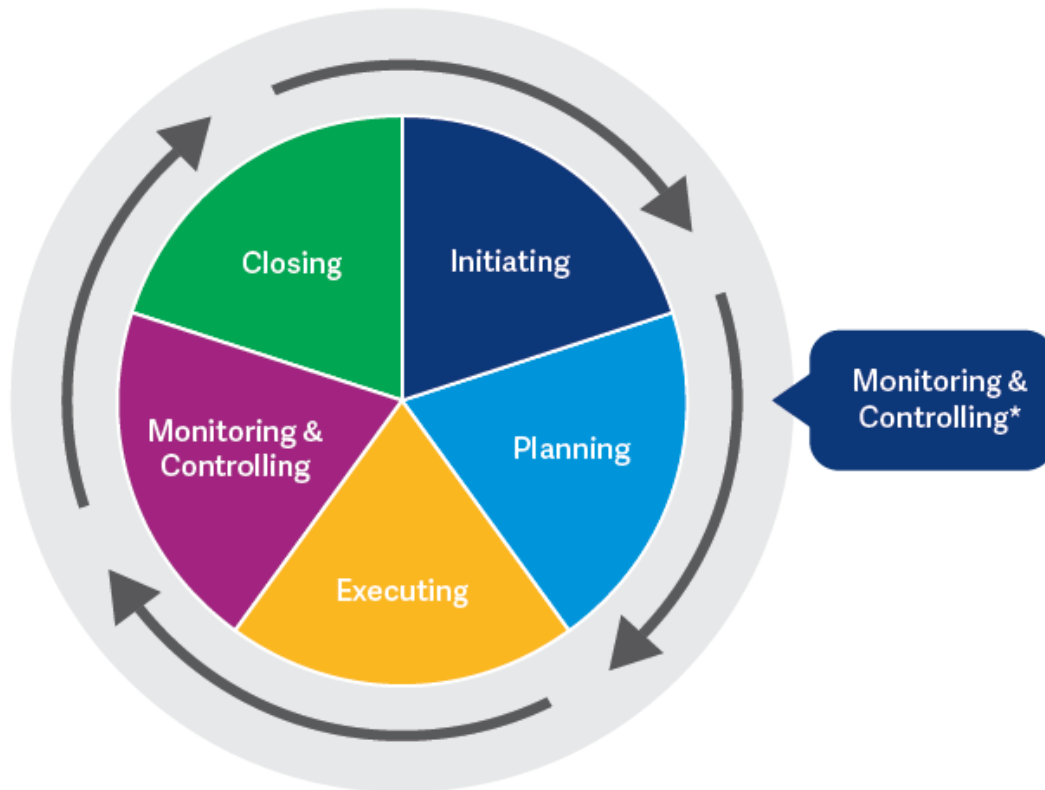 Closing
Initiating
Monitoring &
Controlling*
Planning
Monitoring &
Controlling
Executing